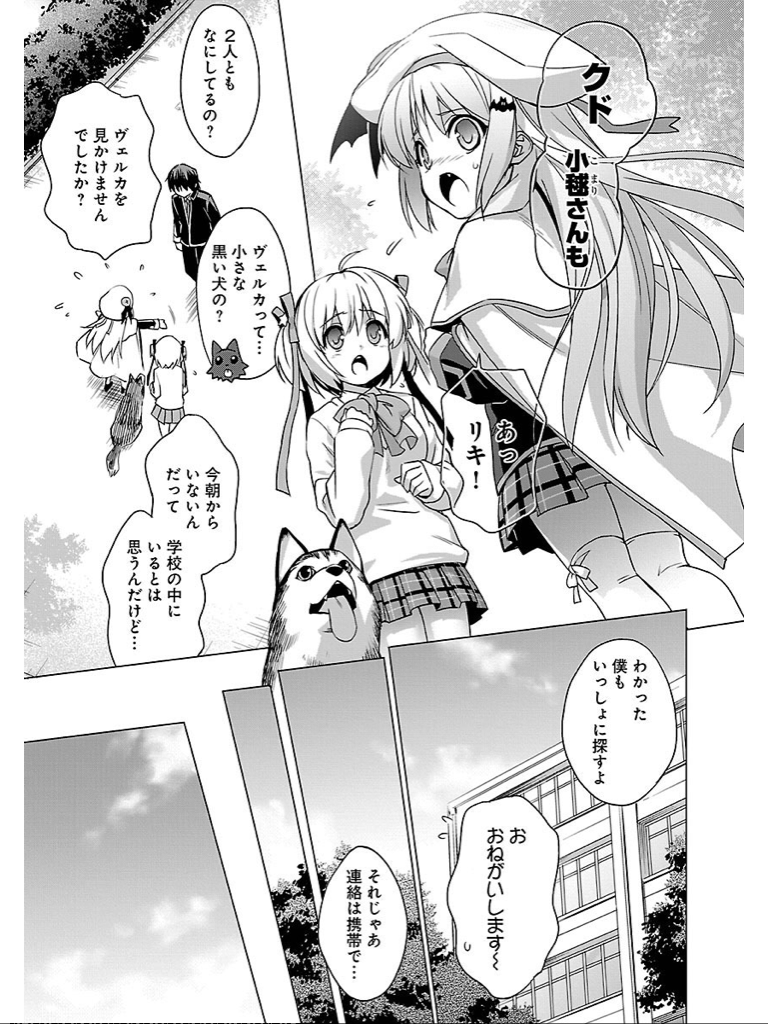 クド
小毬さんも
こまり
あっ
リキ!
2人とも
なにしてるの?
ヴェルカを
見かけません
でしたか?
ヴェルカって…
小さな
黒い犬の?
今朝から
いないん
だって
学校の中に
いるとは
思うんだけど…
わかった
僕も
いっしょに探すよ
お
おねがいします〜
それじゃあ
連絡は携帯で…